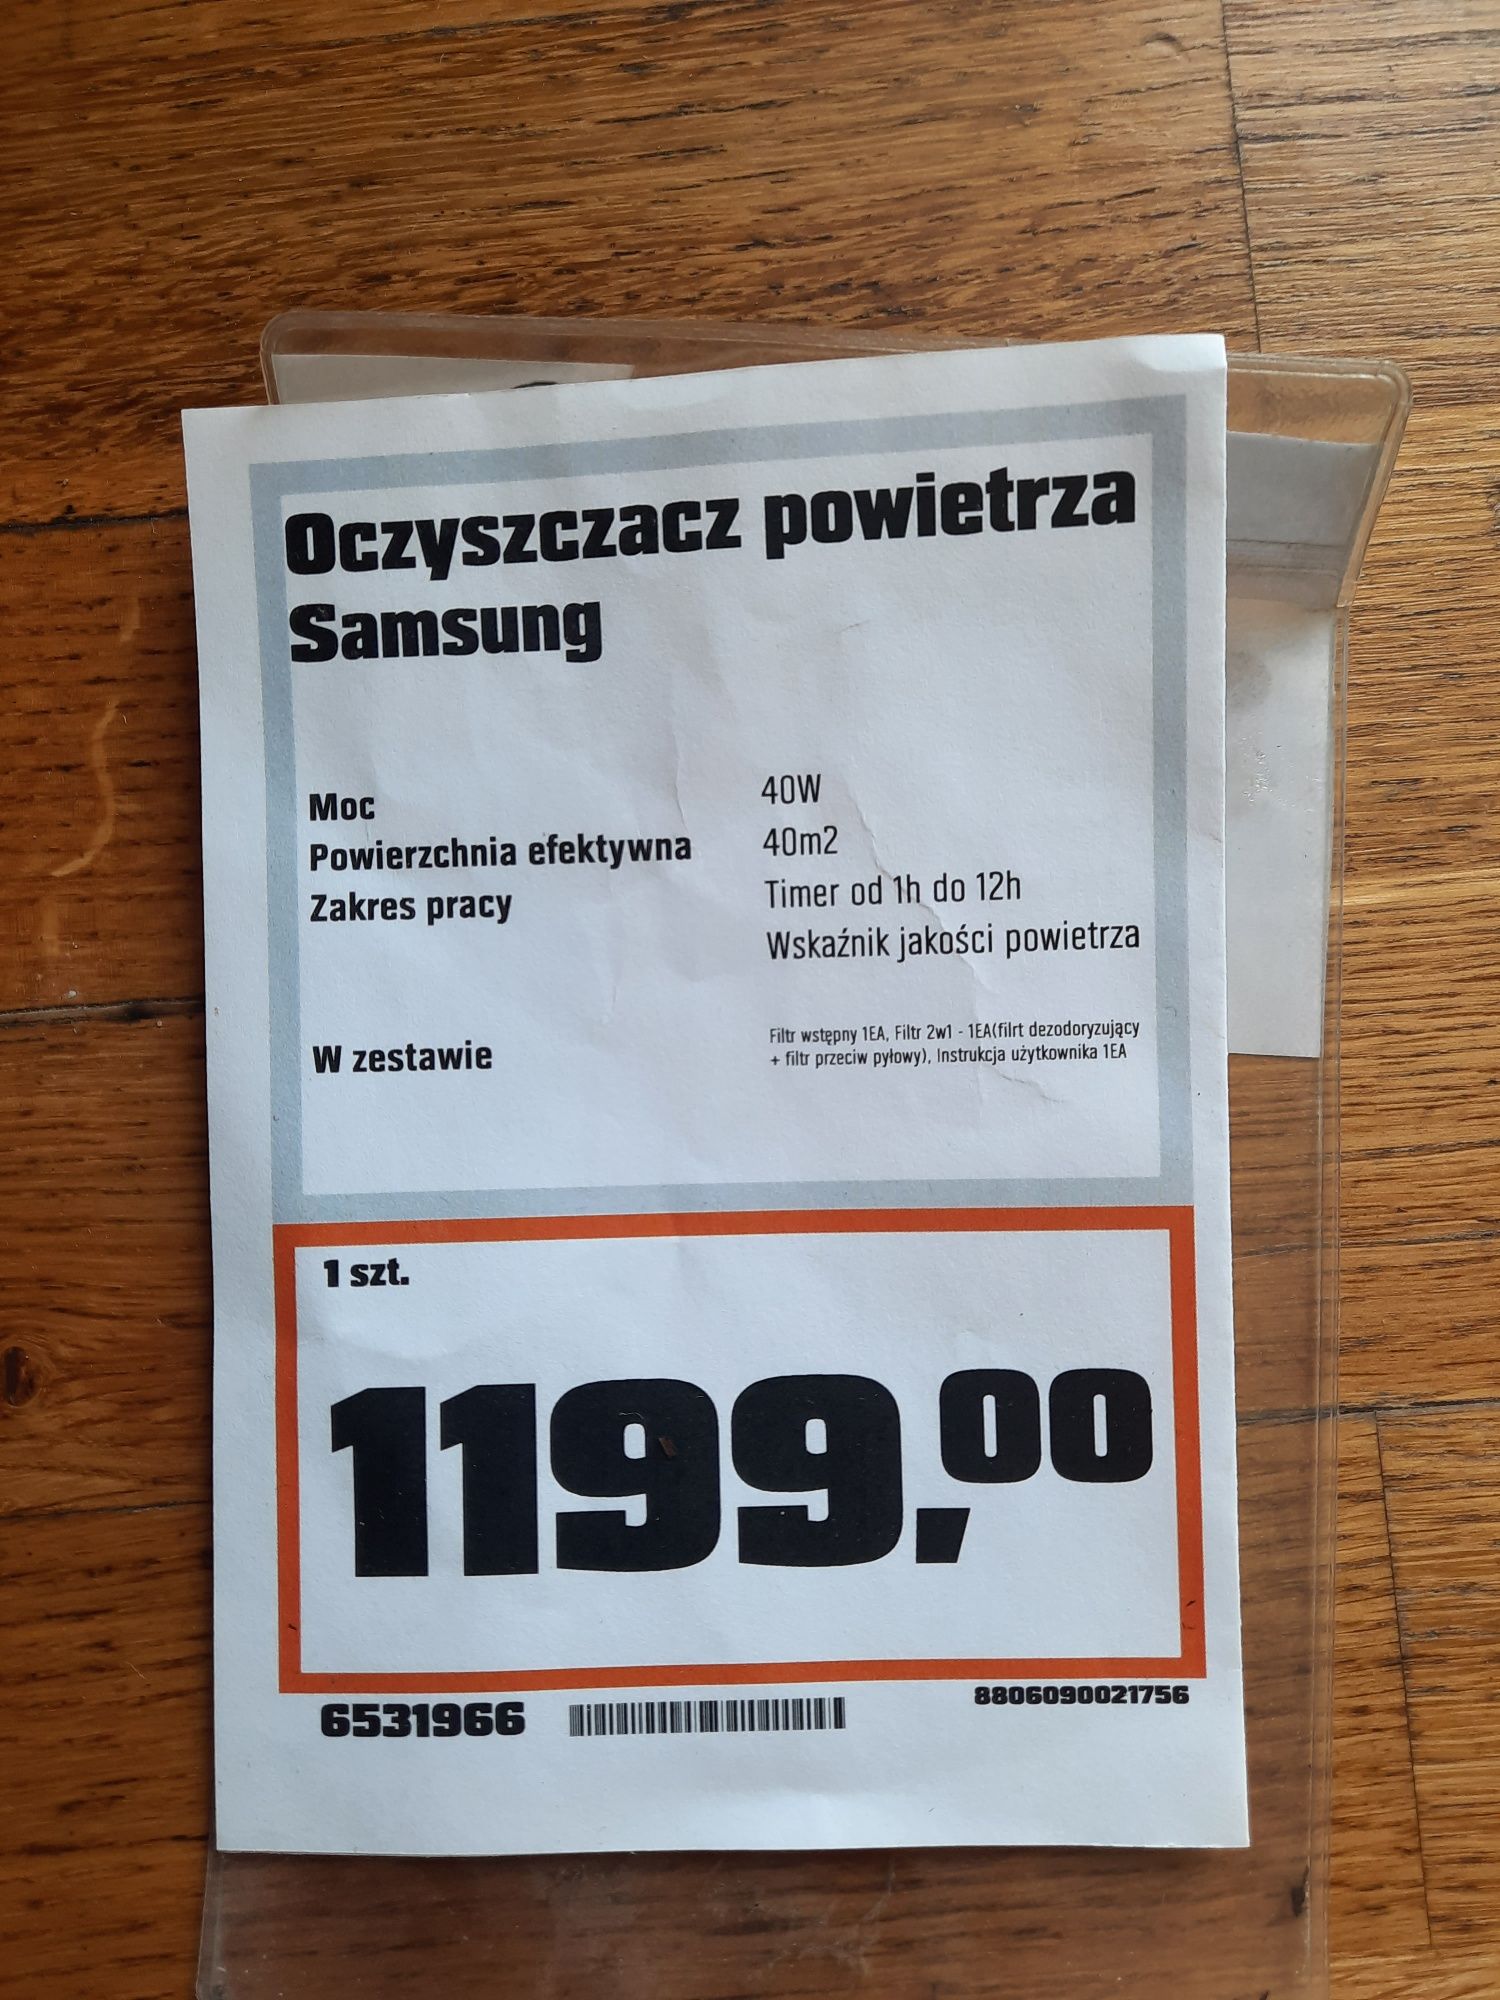 Oczyszczacz powietrza
Samsung
Moc 40W
Powierzchnia efektywna 40m2
Zakres pracy Timer od 1h do 12h
Wskaźnik jakości powietrza
W zestawie Filtr wstępny 1EA, Filtr 2w1 - 1EA(filrt dezodoryzujący
+ filtr przeciw pyłowy), Instrukcja użytkownika 1EA
1 szt.
1199,00
6531966 8806090021756